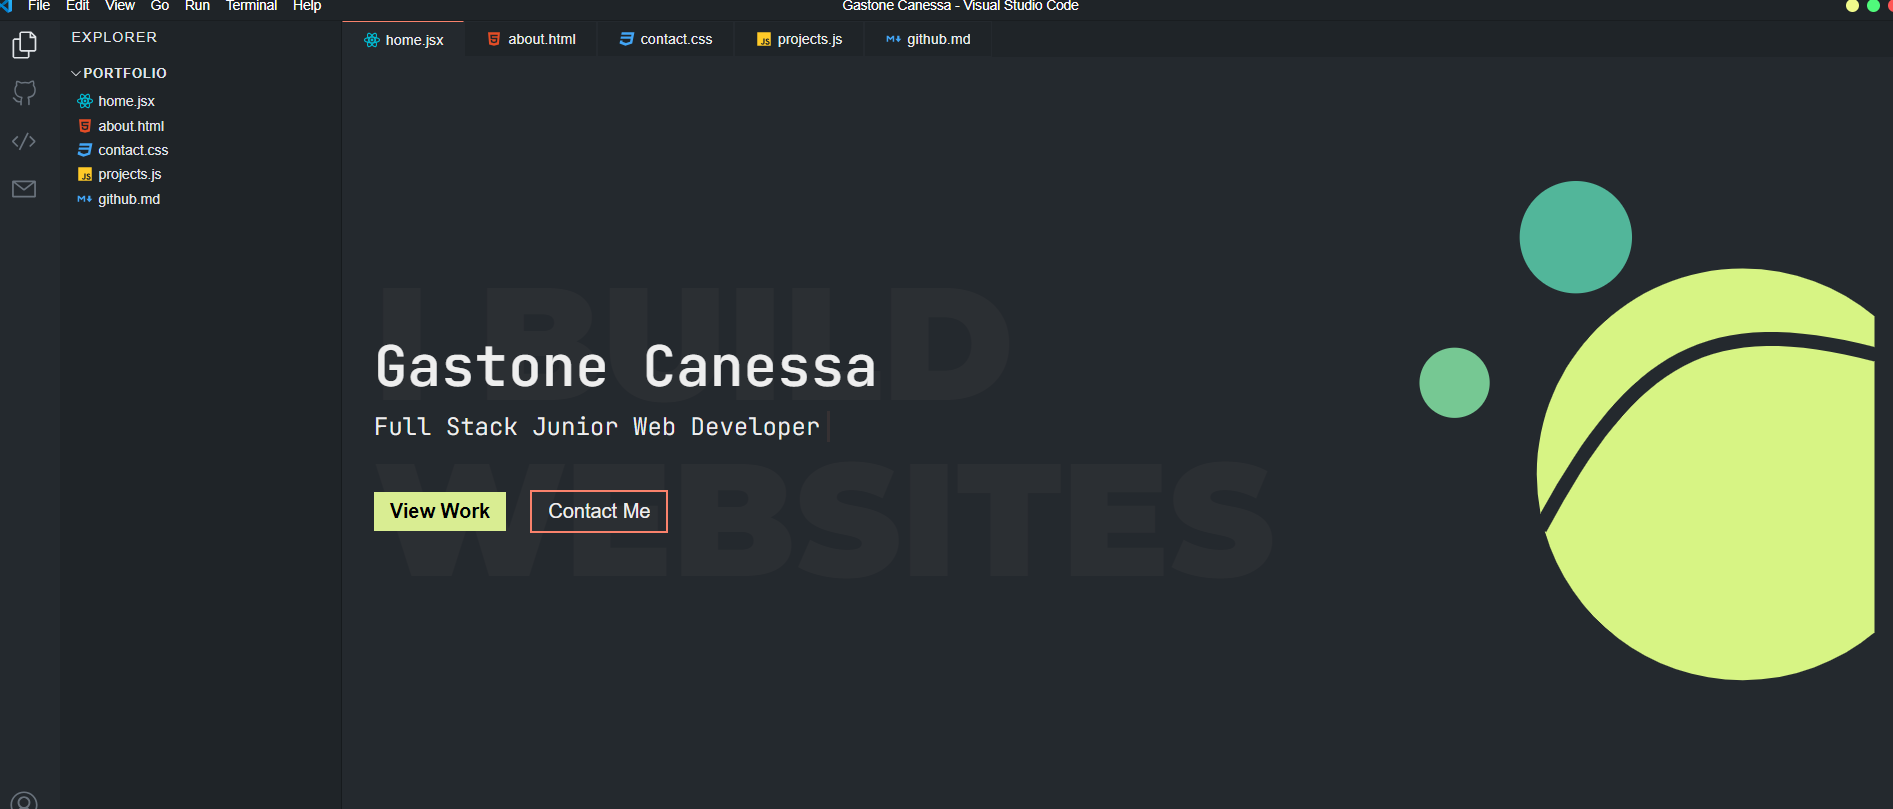 File Edit View Go Run Terminal Help
Gastone Canessa - Visual Studio Code
EXPLORER
PORTFOLIO
home.jsx
about.html
contact.css
projects.js
github.md
home.jsx
about.html
contact.css
JS projects.js
github.md
I BUILD
WEBSITES
Gastone Canessa
Full Stack Junior Web Developer
View Work
Contact Me